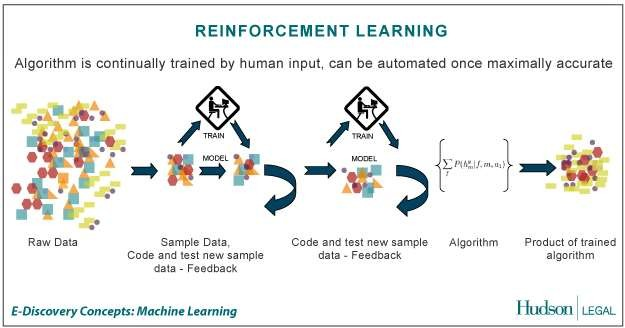 REINFORCEMENT LEARNING
Algorithm is continually trained by human input, can be automated once maximally accurate
TRAIN
MODEL
TRAIN
MODEL
Raw Data
Sample Data,
Code and test new sample
data - Feedback
Code and test new sample
data - Feedback
Algorithm
Product of trained
algorithm
E-Discovery Concepts: Machine Learning
Hudson LEGAL